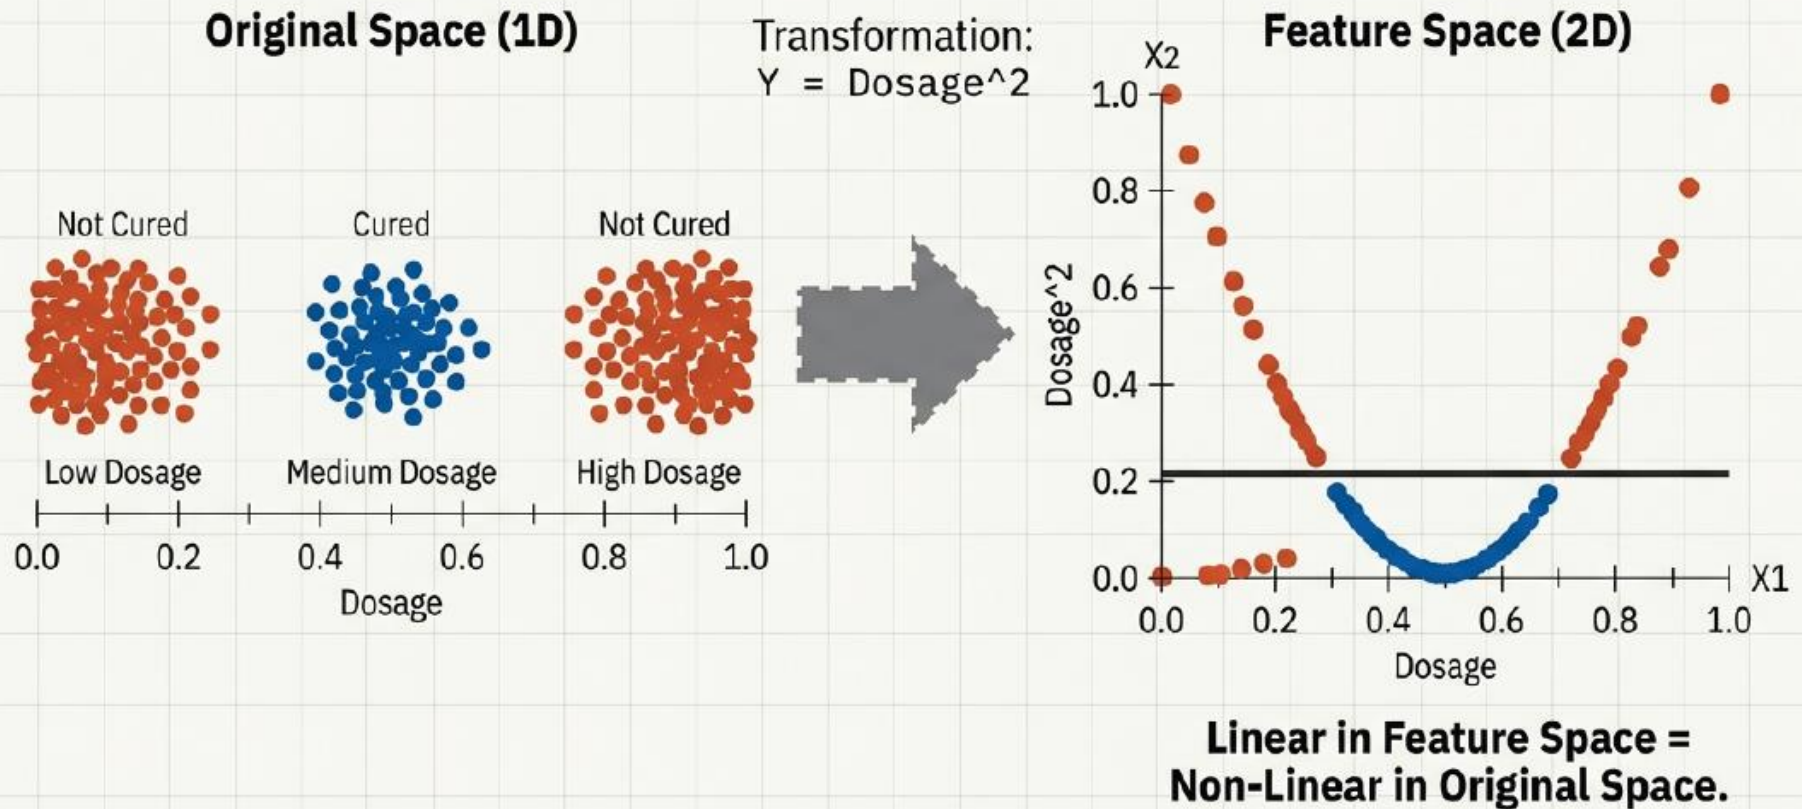 Original Space (1D)
Not Cured
Cured
Not Cured
Low Dosage
Medium Dosage
High Dosage
0.0
0.2
0.4
0.6
0.8
1.0
Dosage
Transformation:
Y = Dosage^2
Feature Space (2D)
X2
1.0
0.8
0.6
0.4
0.2
0.0
Dosage^2
X1
0.0
0.2
0.4
0.6
0.8
1.0
Dosage
Linear in Feature Space =
Non-Linear in Original Space.